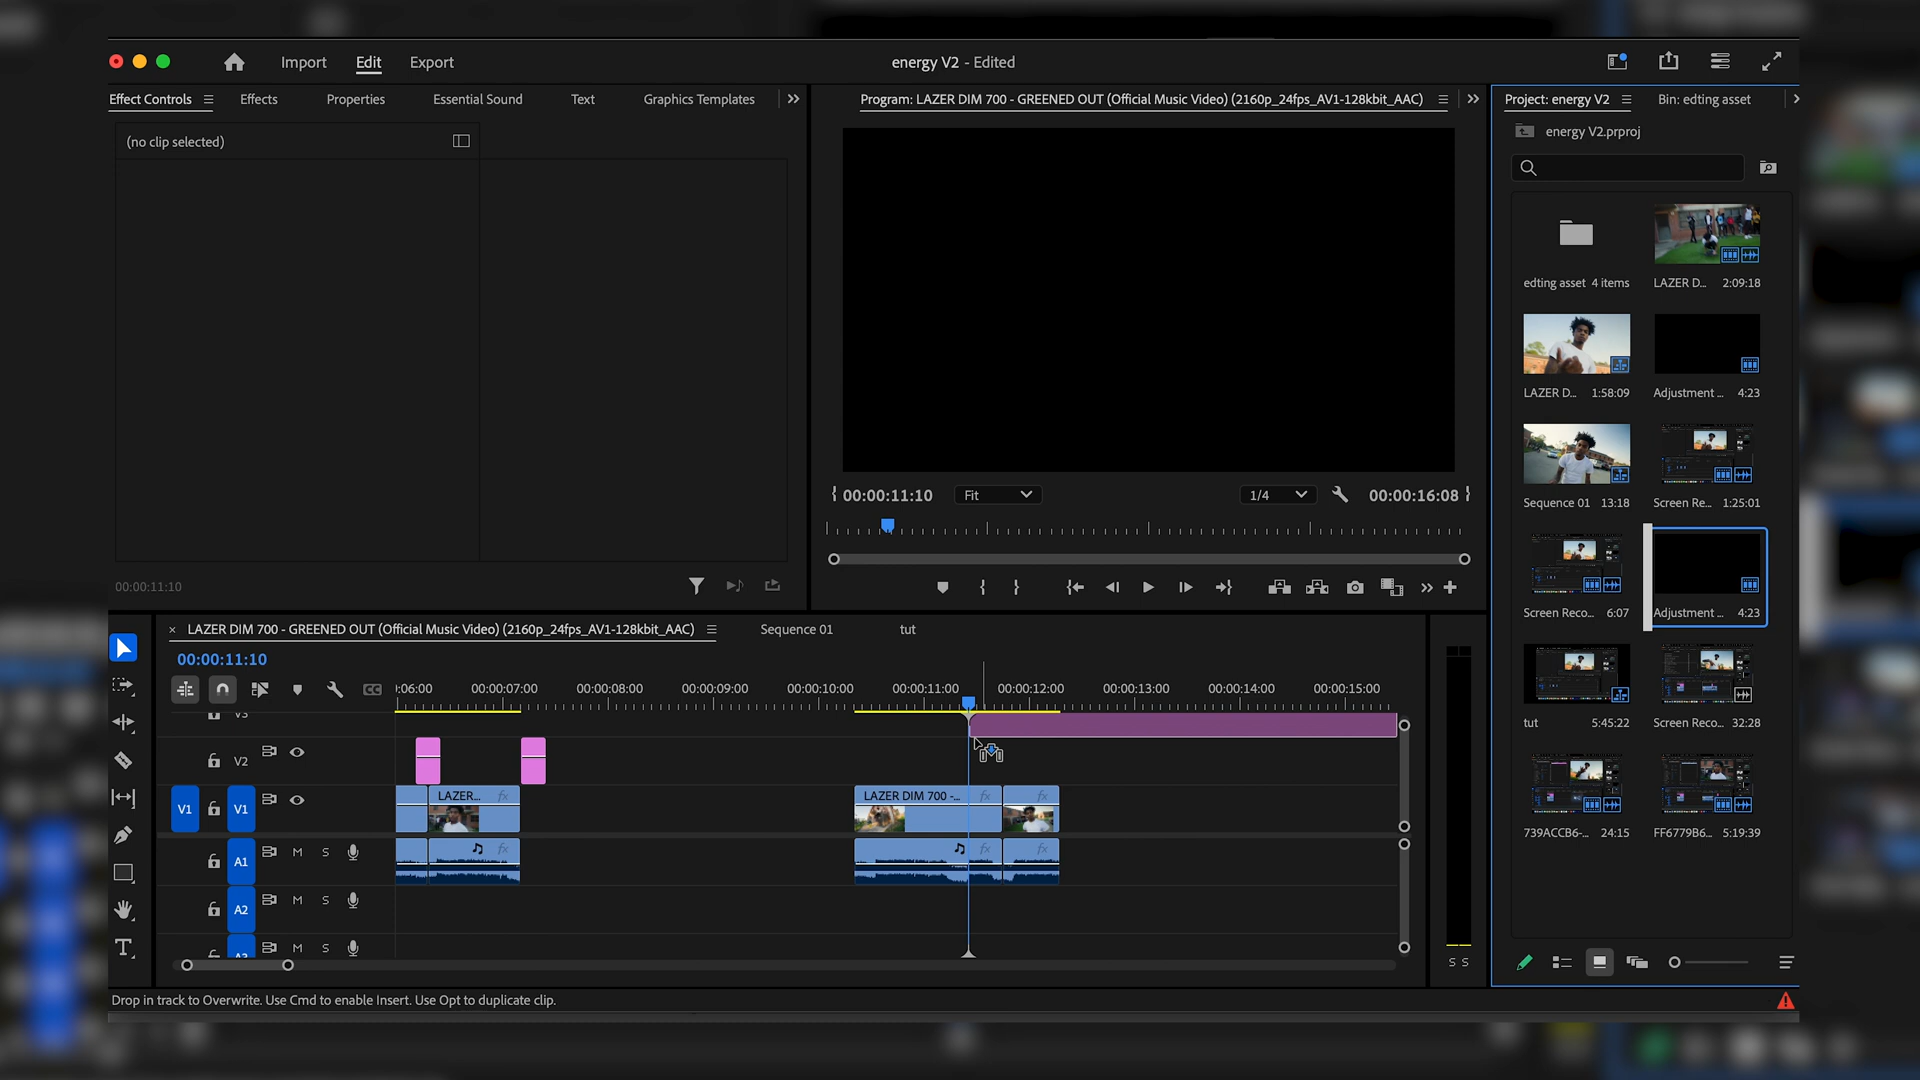 Import Edit Export
energy V2 - Edited
Effect Controls Effects Properties Essential Sound Text Graphics Templates
Program: LAZER DIM 700 - GREENED OUT (Official Music Video) (2160p_24fps_AV1-128kbit_AAC)
Project: energy V2 Bin: edting asset
(no clip selected)
energy V2.prproj
edting asset 4 items LAZER D... 2:09:18
LAZER D... 1:58:09 Adjustment ... 4:23
Sequence 01 13:18 Screen Re... 1:25:01
Screen Reco... 6:07 Adjustment ... 4:23
tut 5:45:22 Screen Reco... 32:28
739ACCB6-... 24:15 FF6779B6... 5:19:39
00:00:11:10 Fit 1/4 00:00:16:08
00:00:11:10
LAZER DIM 700 - GREENED OUT (Official Music Video) (2160p_24fps_AV1-128kbit_AAC) Sequence 01 tut
00:00:11:10
CC :06:00 00:00:07:00 00:00:08:00 00:00:09:00 00:00:10:00 00:00:11:00 00:00:12:00 00:00:13:00 00:00:14:00 00:00:15:00
V3
V2
V1 V1 LAZER... fx LAZER DIM 700 -... fx fx
A1 M S fx fx fx
A2 M S
A3 M S
S S
Drop in track to Overwrite. Use Cmd to enable Insert. Use Opt to duplicate clip.